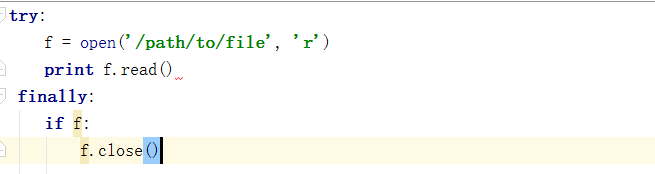 try:
    f = open('/path/to/file', 'r')
    print f.read()
 finally:
    if f:
        f.close()